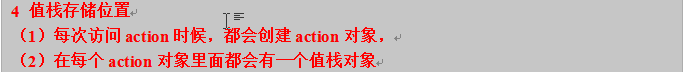 4 值栈存储位置
（1）每次访问 action 时候，都会创建 action 对象，
（2）在每个 action 对象里面都会有一个值栈对象